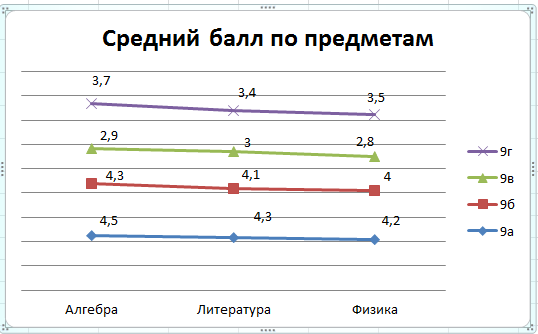 Средний балл по предметам
3,7
3,4
3,5
2,9
3
2,8
4,3
4,1
4
4,5
4,3
4,2
9г
9в
9б
9а
Алгебра Литература Физика